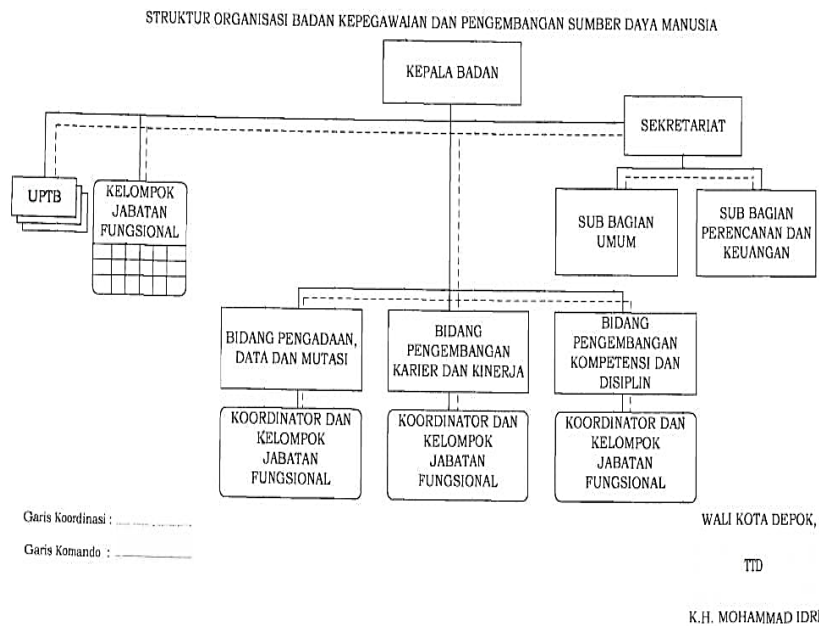 STRUKTUR ORGANISASI BADAN KEPEGAWAIAN DAN PENGEMBANGAN SUMBER DAYA MANUSIA
KEPALA BADAN
SEKRETARIAT
UPTB
KELOMPOK
JABATAN
FUNGSIONAL
SUB BAGIAN
UMUM
SUB BAGIAN
PERENCANAN DAN
KEUANGAN
BIDANG PENGADAAN,
DATA DAN MUTASI
BIDANG
PENGEMBANGAN
KARIER DAN KINERJA
BIDANG
PENGEMBANGAN
KOMPETENSI DAN
DISIPLIN
KOORDINATOR DAN
KELOMPOK
JABATAN
FUNGSIONAL
KOORDINATOR DAN
KELOMPOK
JABATAN
FUNGSIONAL
KOORDINATOR DAN
KELOMPOK
JABATAN
FUNGSIONAL
Garis Koordinasi :
Garis Komando :
WALI KOTA DEPOK,
TTD
K.H. MOHAMMAD